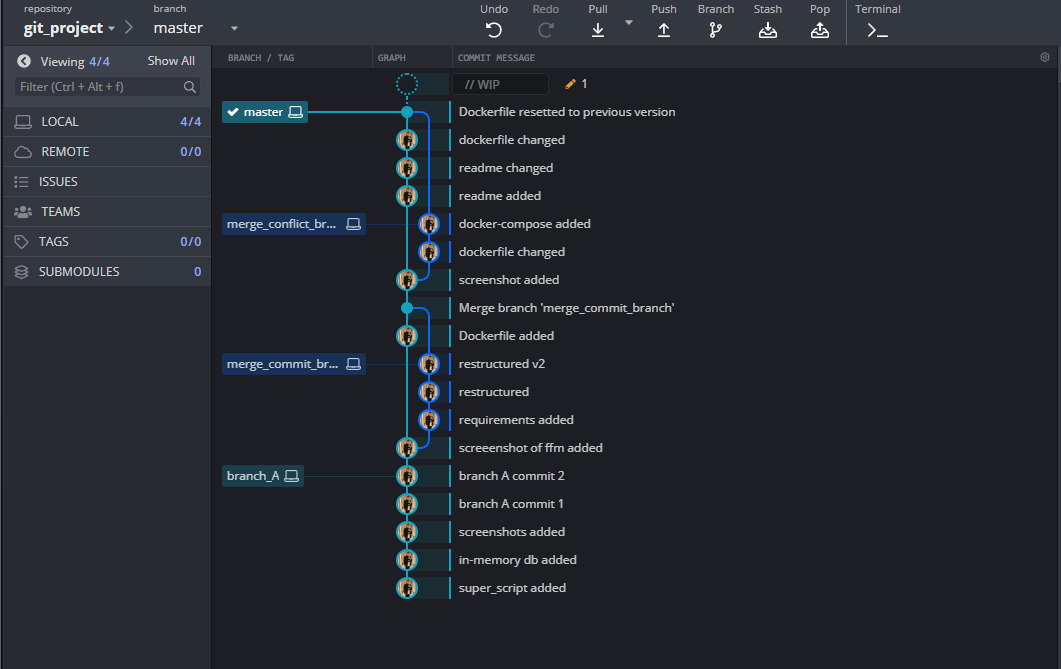 repository
git_project
branch
master
Undo
Redo
Pull
Push
Branch
Stash
Pop
Terminal
Viewing 4/4
Show All
Filter (Ctrl + Alt + f)
LOCAL 4/4
REMOTE 0/0
ISSUES
TEAMS
TAGS 0/0
SUBMODULES 0
BRANCH / TAG
GRAPH
COMMIT MESSAGE
// WIP
1
master
Dockerfile resetted to previous version
dockerfile changed
readme changed
readme added
merge_conflict_br...
docker-compose added
dockerfile changed
screenshot added
Merge branch 'merge_commit_branch'
Dockerfile added
merge_commit_br...
restructured v2
restructured
requirements added
screeenshot of ffm added
branch_A
branch A commit 2
branch A commit 1
screenshots added
in-memory db added
super_script added